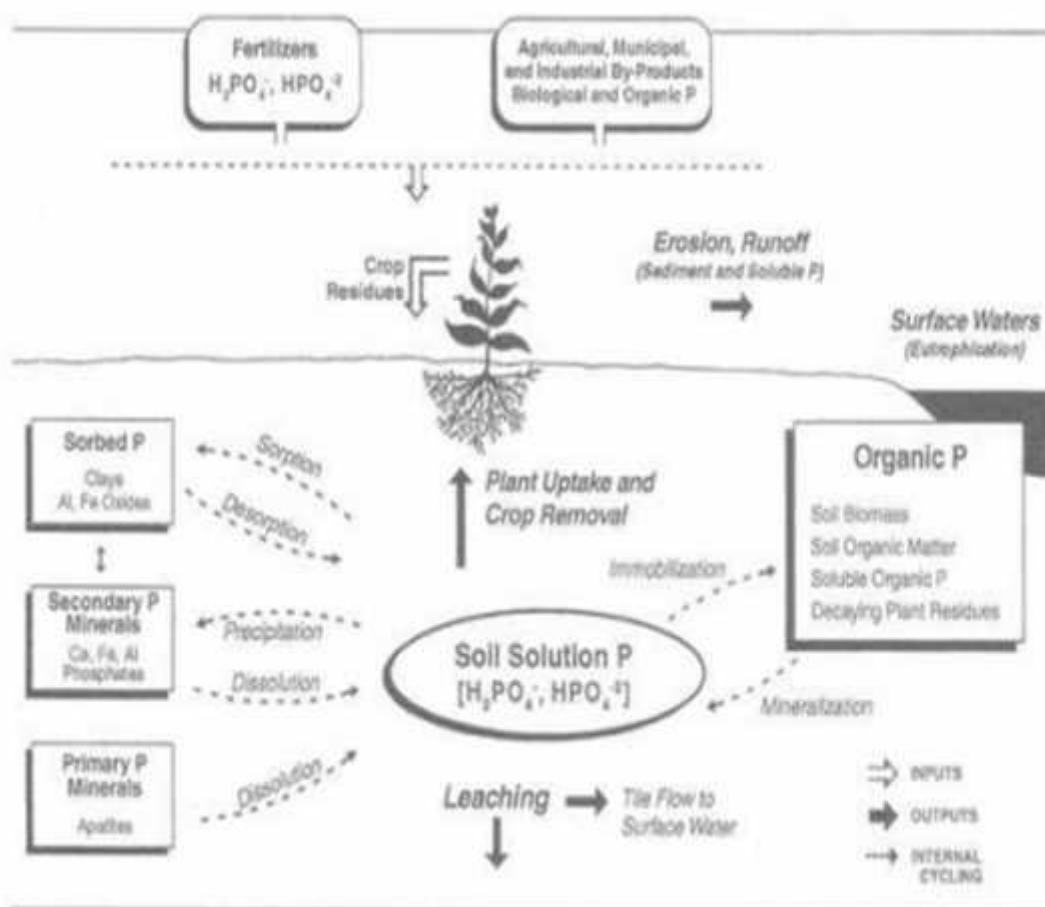 Fertilizers
H₂PO₄⁻, HPO₄⁻²
Agricultural, Municipal,
and Industrial By-Products
Biological and Organic P
Crop
Residues
Erosion, Runoff
(Sediment and Soluble P)
Surface Waters
(Eutrophication)
Sorbed P
Clays
Al, Fe Oxides
Sorption
Desorption
Plant Uptake and
Crop Removal
Organic P
Soil Biomass
Soil Organic Matter
Soluble Organic P
Decaying Plant Residues
Immobilization
Secondary P
Minerals
Ca, Fe, Al
Phosphates
Precipitation
Dissolution
Soil Solution P
[H₂PO₄⁻, HPO₄⁻²]
Mineralization
Primary P
Minerals
Apatites
Dissolution
Leaching
Tile Flow to
Surface Water
INPUTS
OUTPUTS
INTERNAL
CYCLING